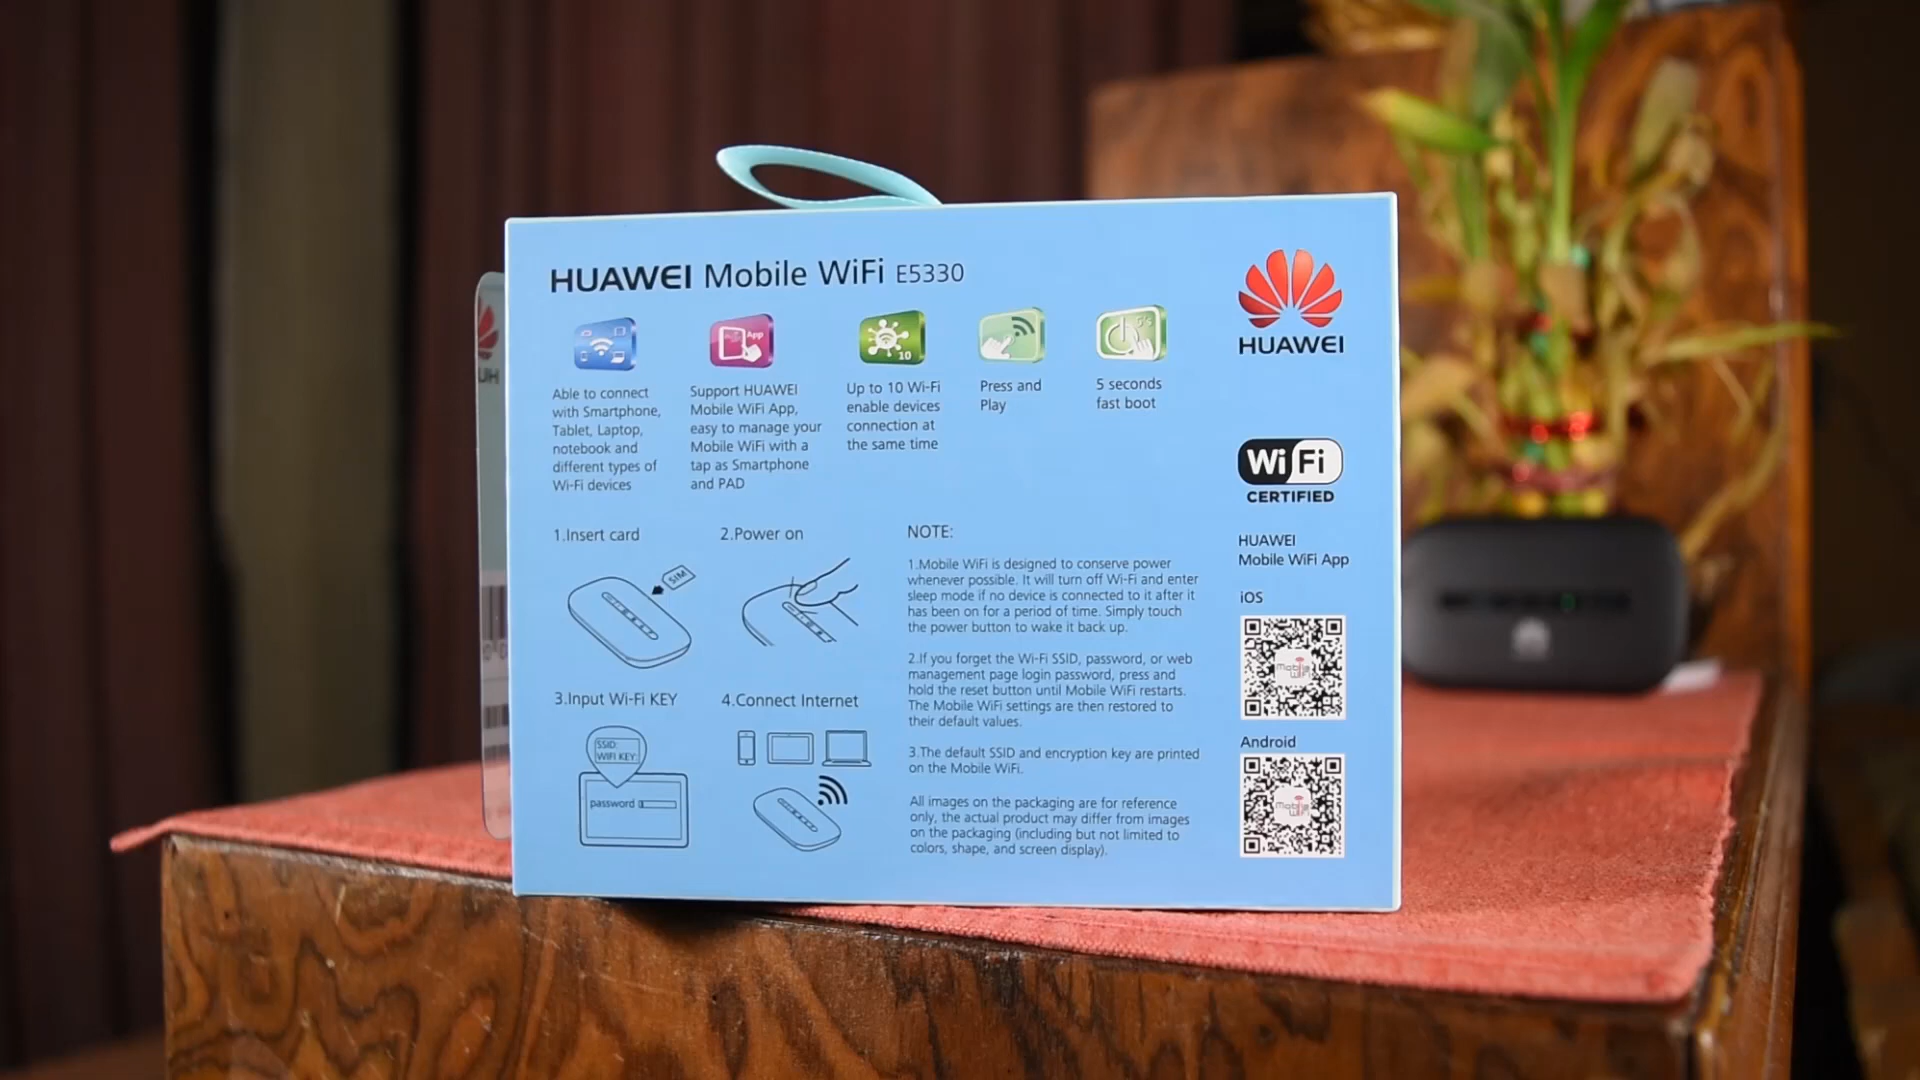 HUAWEI Mobile WiFi E5330
Able to connect
with Smartphone,
Tablet, Laptop,
notebook and
different types of
Wi-Fi devices
App
Support HUAWEI
Mobile WiFi App,
easy to manage your
Mobile WiFi with a
tap as Smartphone
and PAD
10
Up to 10 Wi-Fi
enable devices
connection at
the same time
Press and
Play
5's
5 seconds
fast boot
HUAWEI
Wi Fi
CERTIFIED
HUAWEI
Mobile WiFi App
iOS
Mobile
WiFi
Android
Mobile
WiFi
1.Insert card
SIM
2.Power on
3.Input Wi-Fi KEY
SSID:
WIFI KEY:
password
4.Connect Internet
NOTE:
1.Mobile WiFi is designed to conserve power
whenever possible. It will turn off Wi-Fi and enter
sleep mode if no device is connected to it after it
has been on for a period of time. Simply touch
the power button to wake it back up.
2.If you forget the Wi-Fi SSID, password, or web
management page login password, press and
hold the reset button until Mobile WiFi restarts.
The Mobile WiFi settings are then restored to
their default values.
3.The default SSID and encryption key are printed
on the Mobile WiFi.
All images on the packaging are for reference
only, the actual product may differ from images
on the packaging (including but not limited to
colors, shape, and screen display).